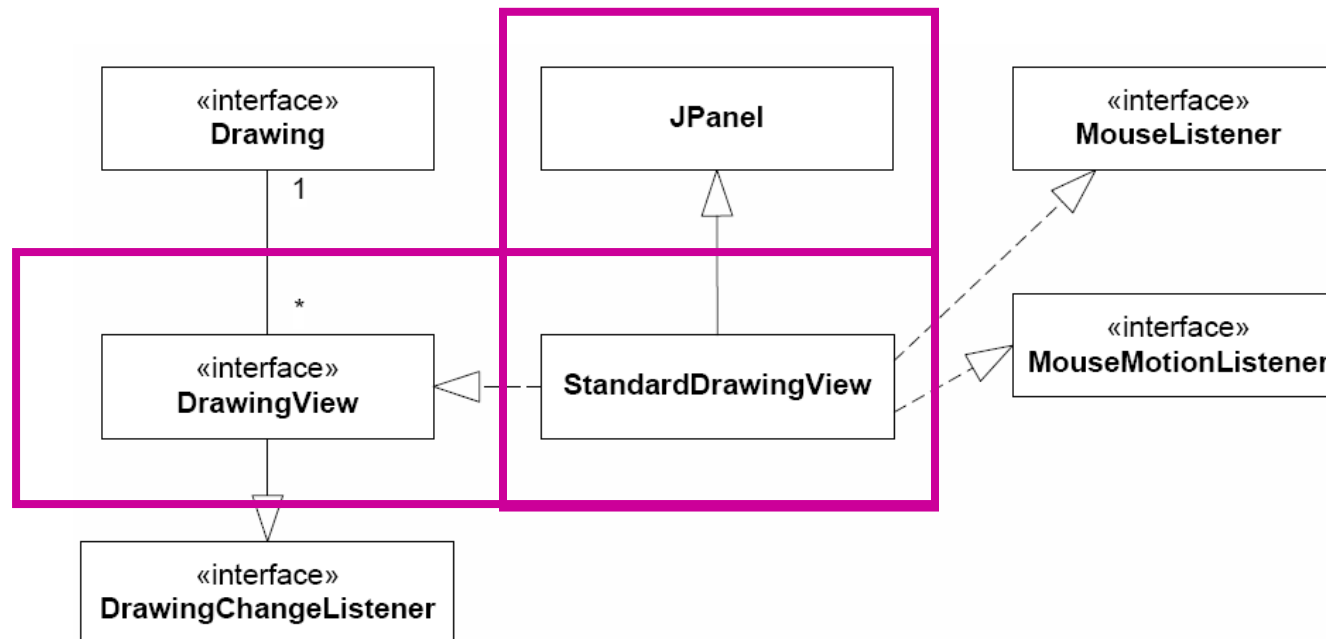 «interface»
Drawing
JPanel
«interface»
MouseListener
1
*
«interface»
DrawingView
StandardDrawingView
«interface»
MouseMotionListener
«interface»
DrawingChangeListener